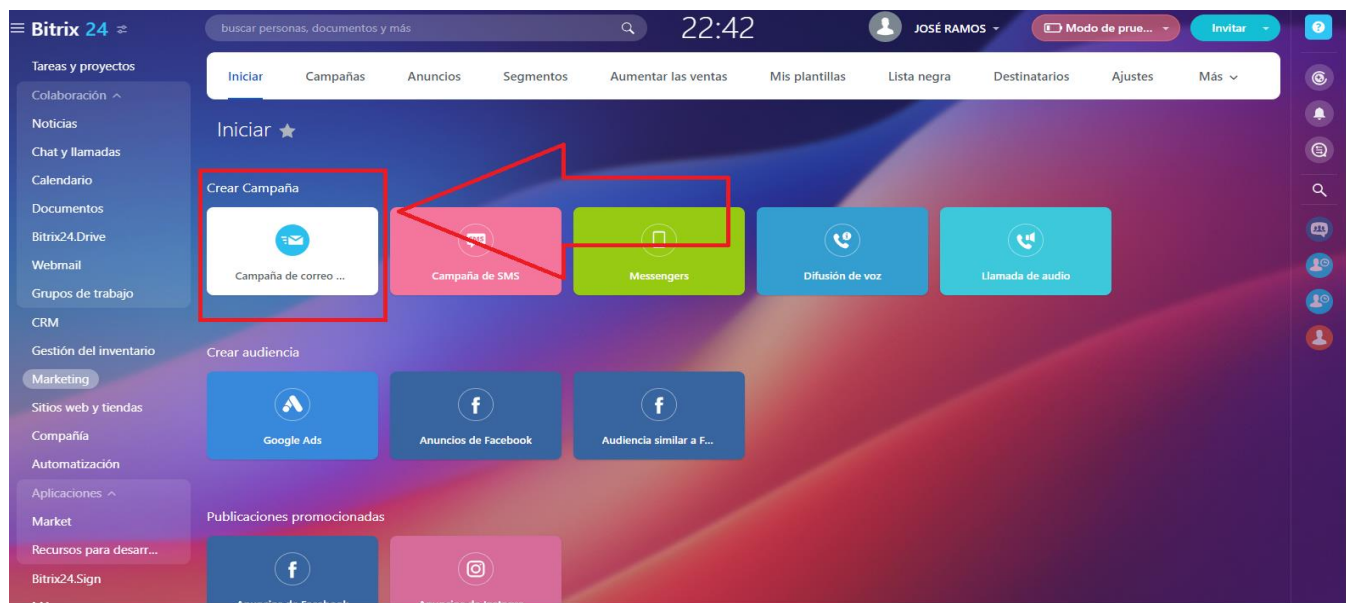 Bitrix 24
buscar personas, documentos y más
22:42
JOSÉ RAMOS
Modo de prue...
Invitar
Tareas y proyectos
Colaboración
Noticias
Chat y llamadas
Calendario
Documentos
Bitrix24.Drive
Webmail
Grupos de trabajo
CRM
Gestión del inventario
Marketing
Sitios web y tiendas
Compañía
Automatización
Aplicaciones
Market
Recursos para desarr...
Bitrix24.Sign
Iniciar
Campañas
Anuncios
Segmentos
Aumentar las ventas
Mis plantillas
Lista negra
Destinatarios
Ajustes
Más
Iniciar
Crear Campaña
Campaña de correo ...
Campaña de SMS
Messengers
Difusión de voz
Llamada de audio
Crear audiencia
Google Ads
Anuncios de Facebook
Audiencia similar a F...
Publicaciones promocionadas